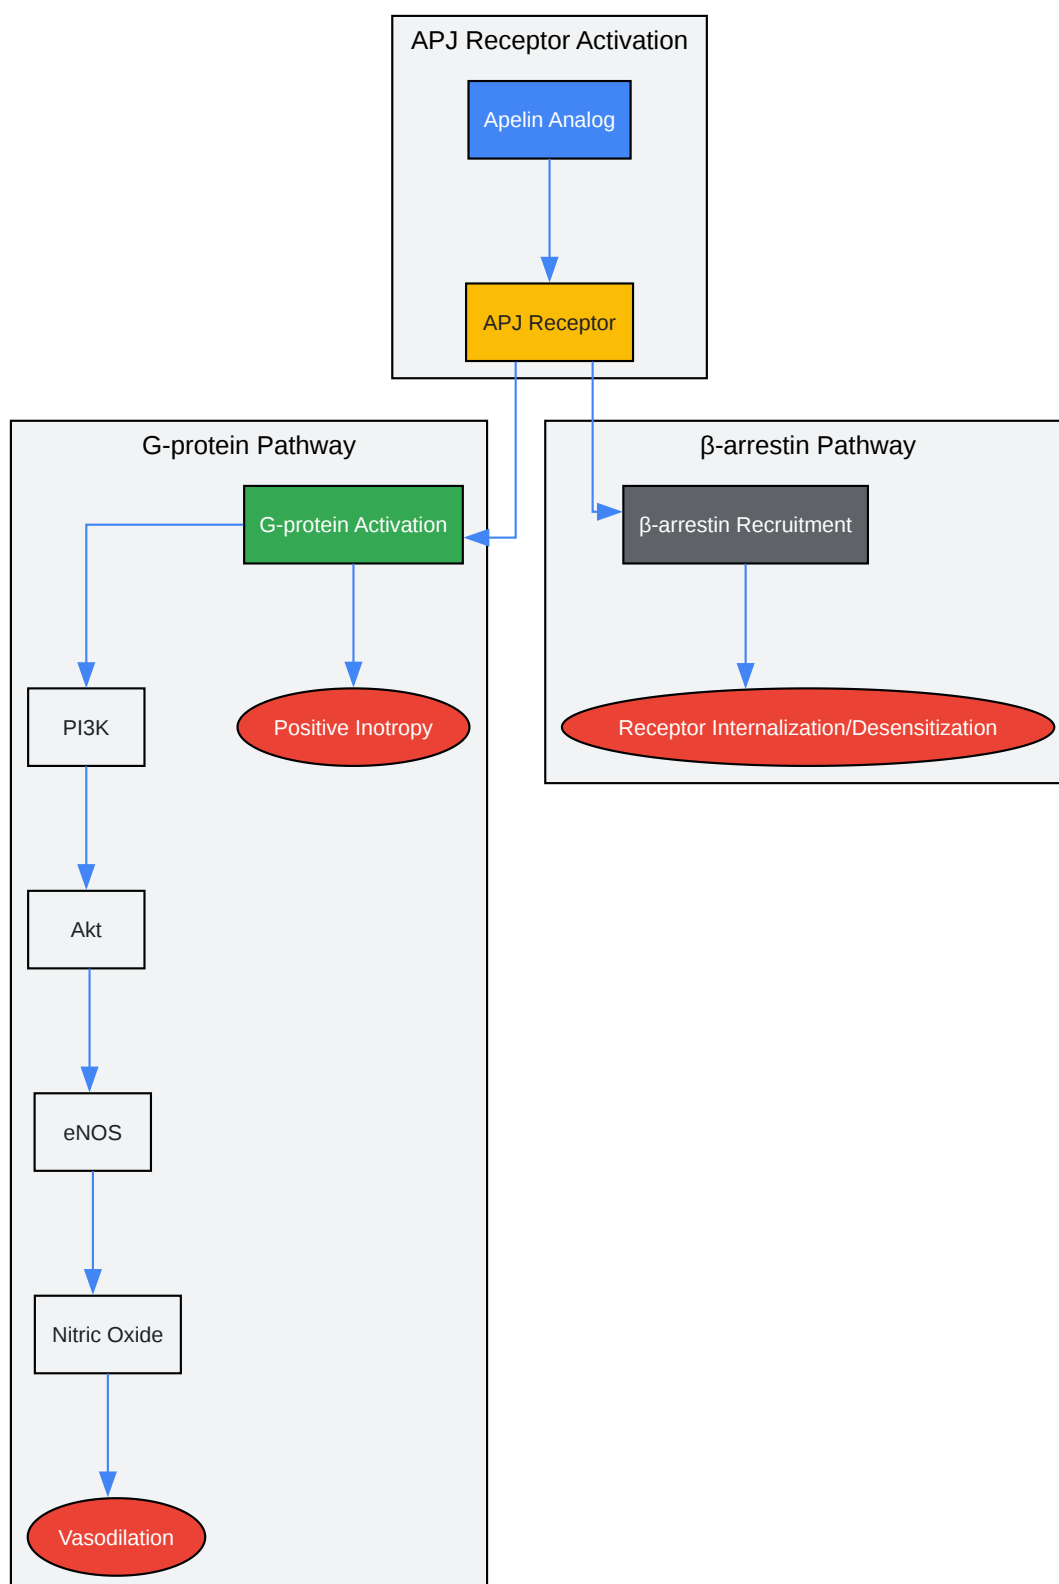 APJ Receptor Activation
Apelin Analog
APJ Receptor
G-protein Pathway
G-protein Activation
PI3K
Positive Inotropy
Akt
eNOS
Nitric Oxide
Vasodilation
β-arrestin Pathway
β-arrestin Recruitment
Receptor Internalization/Desensitization